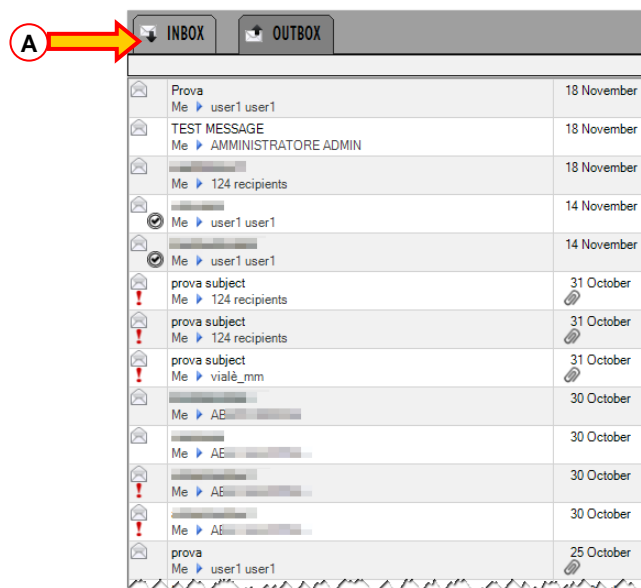 A
INBOX OUTBOX
Prova 18 November
Me user1 user1
TEST MESSAGE 18 November
Me AMMINISTRATORE ADMIN
18 November
Me 124 recipients
14 November
Me user1 user1
14 November
Me user1 user1
prova subject 31 October
Me 124 recipients
prova subject 31 October
Me 124 recipients
prova subject 31 October
Me vialè_mm
30 October
Me
30 October
Me
30 October
Me
30 October
Me
prova 25 October
Me user1 user1